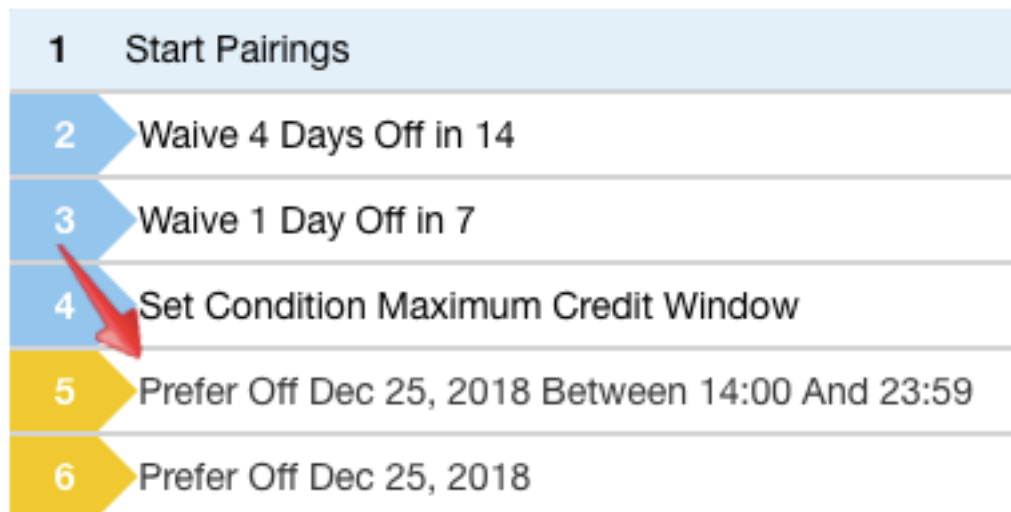 1 Start Pairings
2 Waive 4 Days Off in 14
3 Waive 1 Day Off in 7
4 Set Condition Maximum Credit Window
5 Prefer Off Dec 25, 2018 Between 14:00 And 23:59
6 Prefer Off Dec 25, 2018